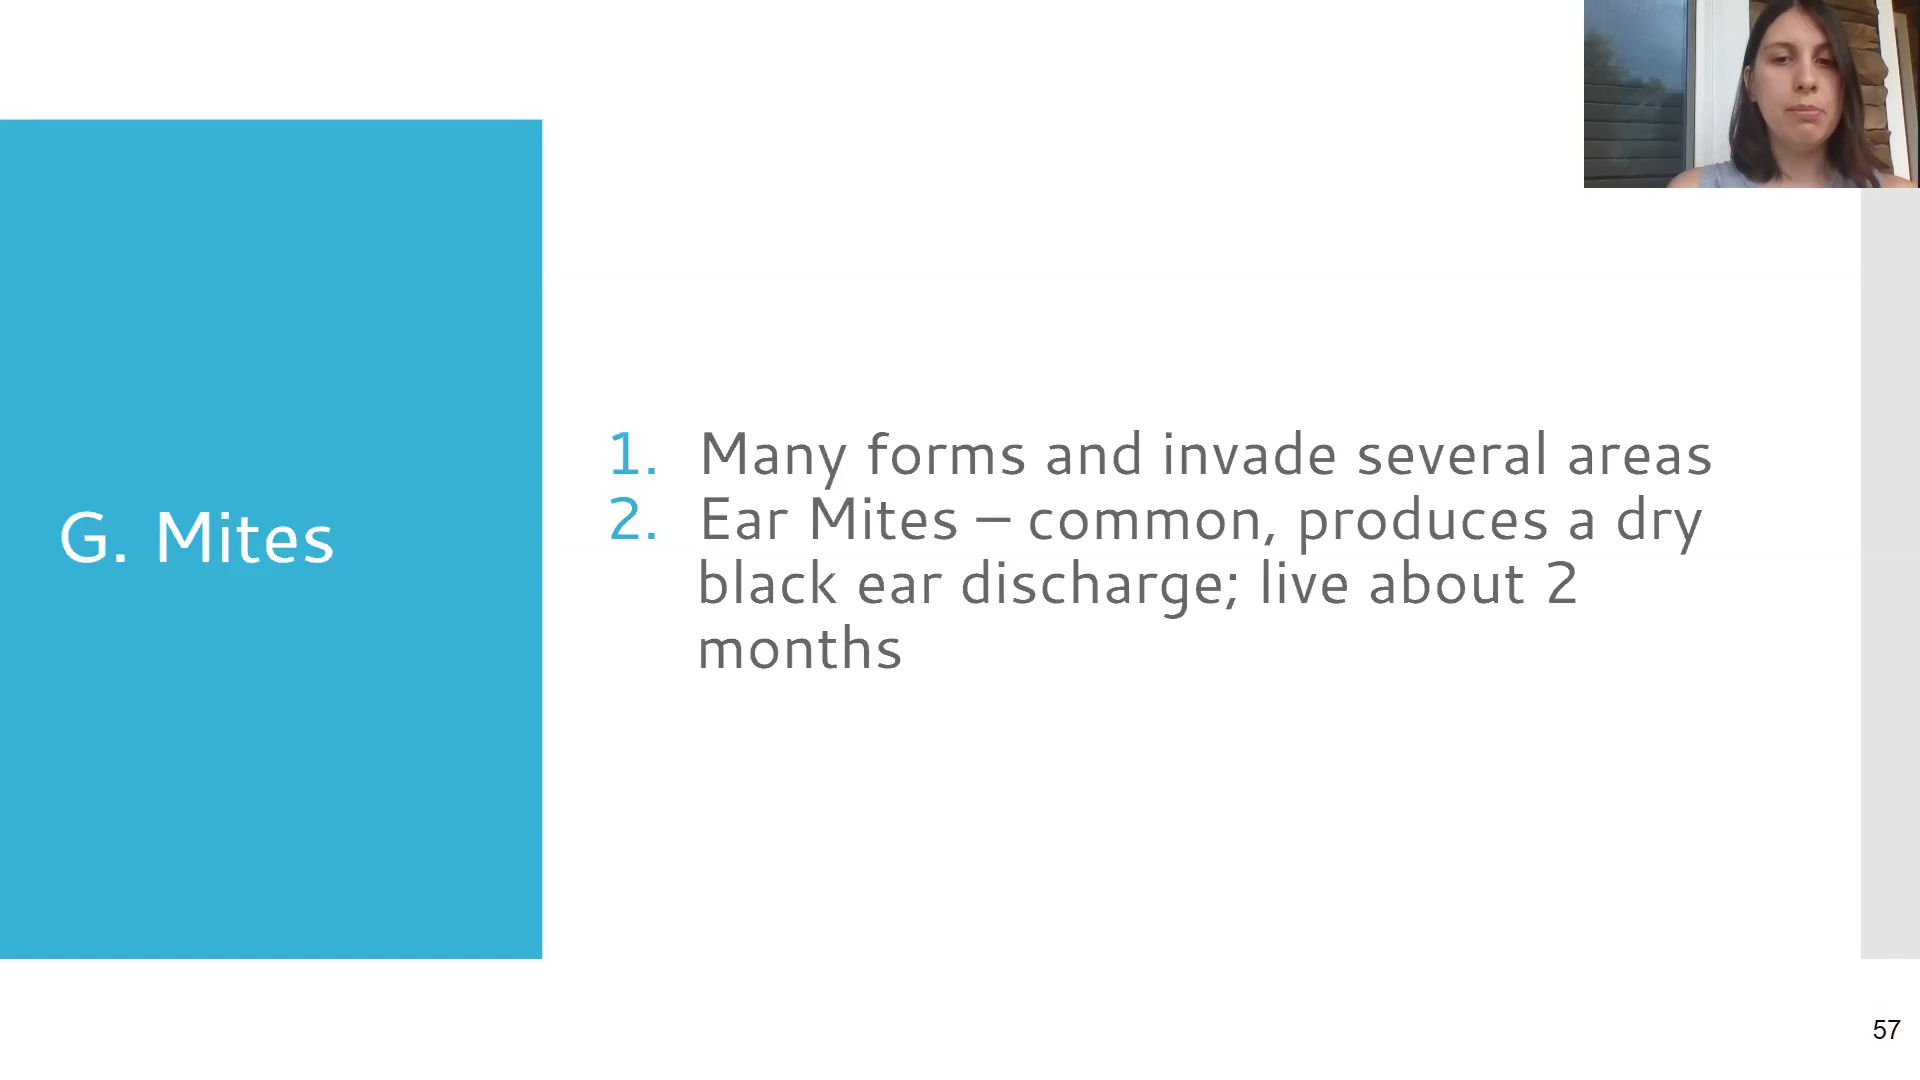 G. Mites
1. Many forms and invade several areas
2. Ear Mites – common, produces a dry
black ear discharge; live about 2
months
57